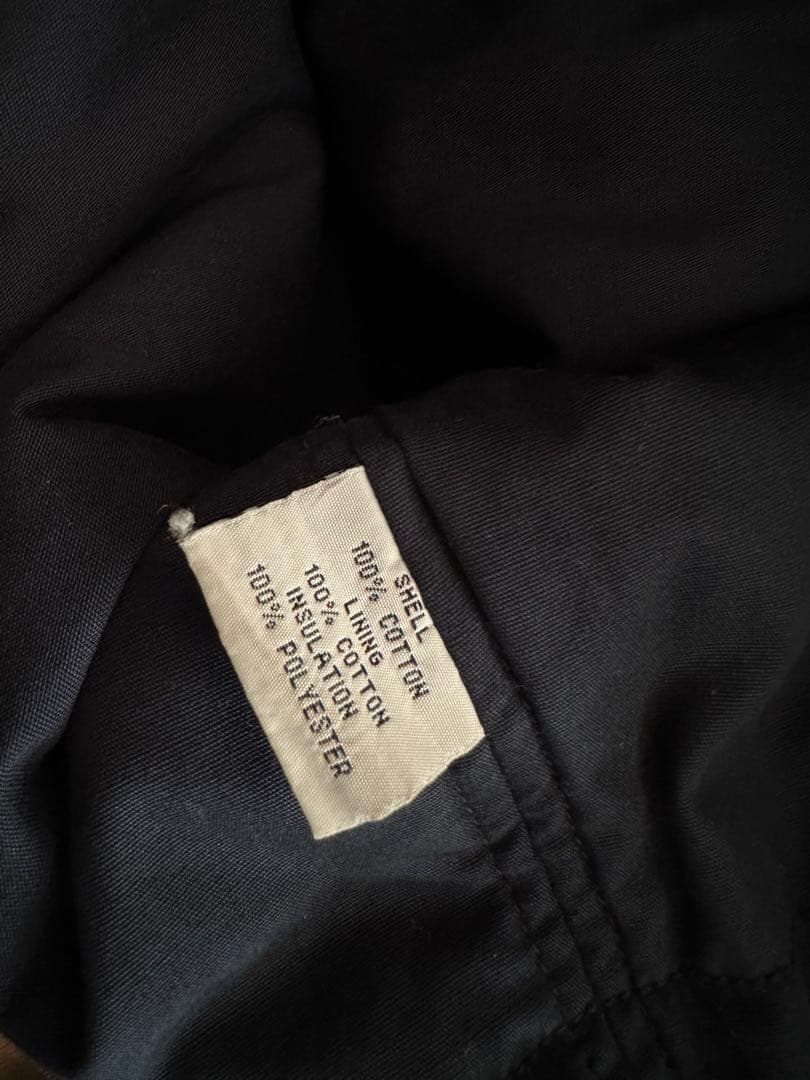 SHELL
100% COTTON
LINING
100% COTTON
INSULATION
100% POLYESTER